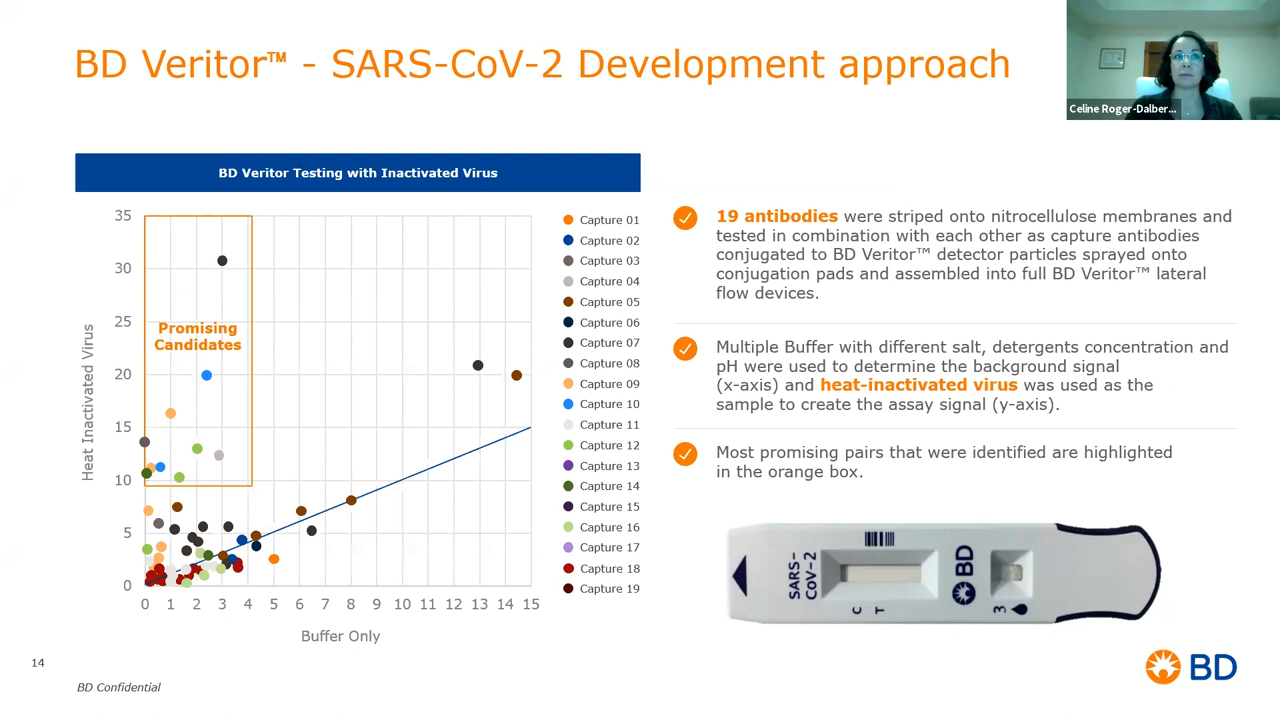 BD Veritor™ - SARS-CoV-2 Development approach
Celine Roger-Dalber...
BD Veritor Testing with Inactivated Virus
35
30
25
20
15
10
5
0
Heat Inactivated Virus
Promising
Candidates
0 1 2 3 4 5 6 7 8 9 10 11 12 13 14 15
Buffer Only
Capture 01
Capture 02
Capture 03
Capture 04
Capture 05
Capture 06
Capture 07
Capture 08
Capture 09
Capture 10
Capture 11
Capture 12
Capture 13
Capture 14
Capture 15
Capture 16
Capture 17
Capture 18
Capture 19
19 antibodies were striped onto nitrocellulose membranes and
tested in combination with each other as capture antibodies
conjugated to BD Veritor™ detector particles sprayed onto
conjugation pads and assembled into full BD Veritor™ lateral
flow devices.
Multiple Buffer with different salt, detergents concentration and
pH were used to determine the background signal
(x-axis) and heat-inactivated virus was used as the
sample to create the assay signal (y-axis).
Most promising pairs that were identified are highlighted
in the orange box.
SARS-
CoV-2
C
T
BD
3
14
BD Confidential
BD